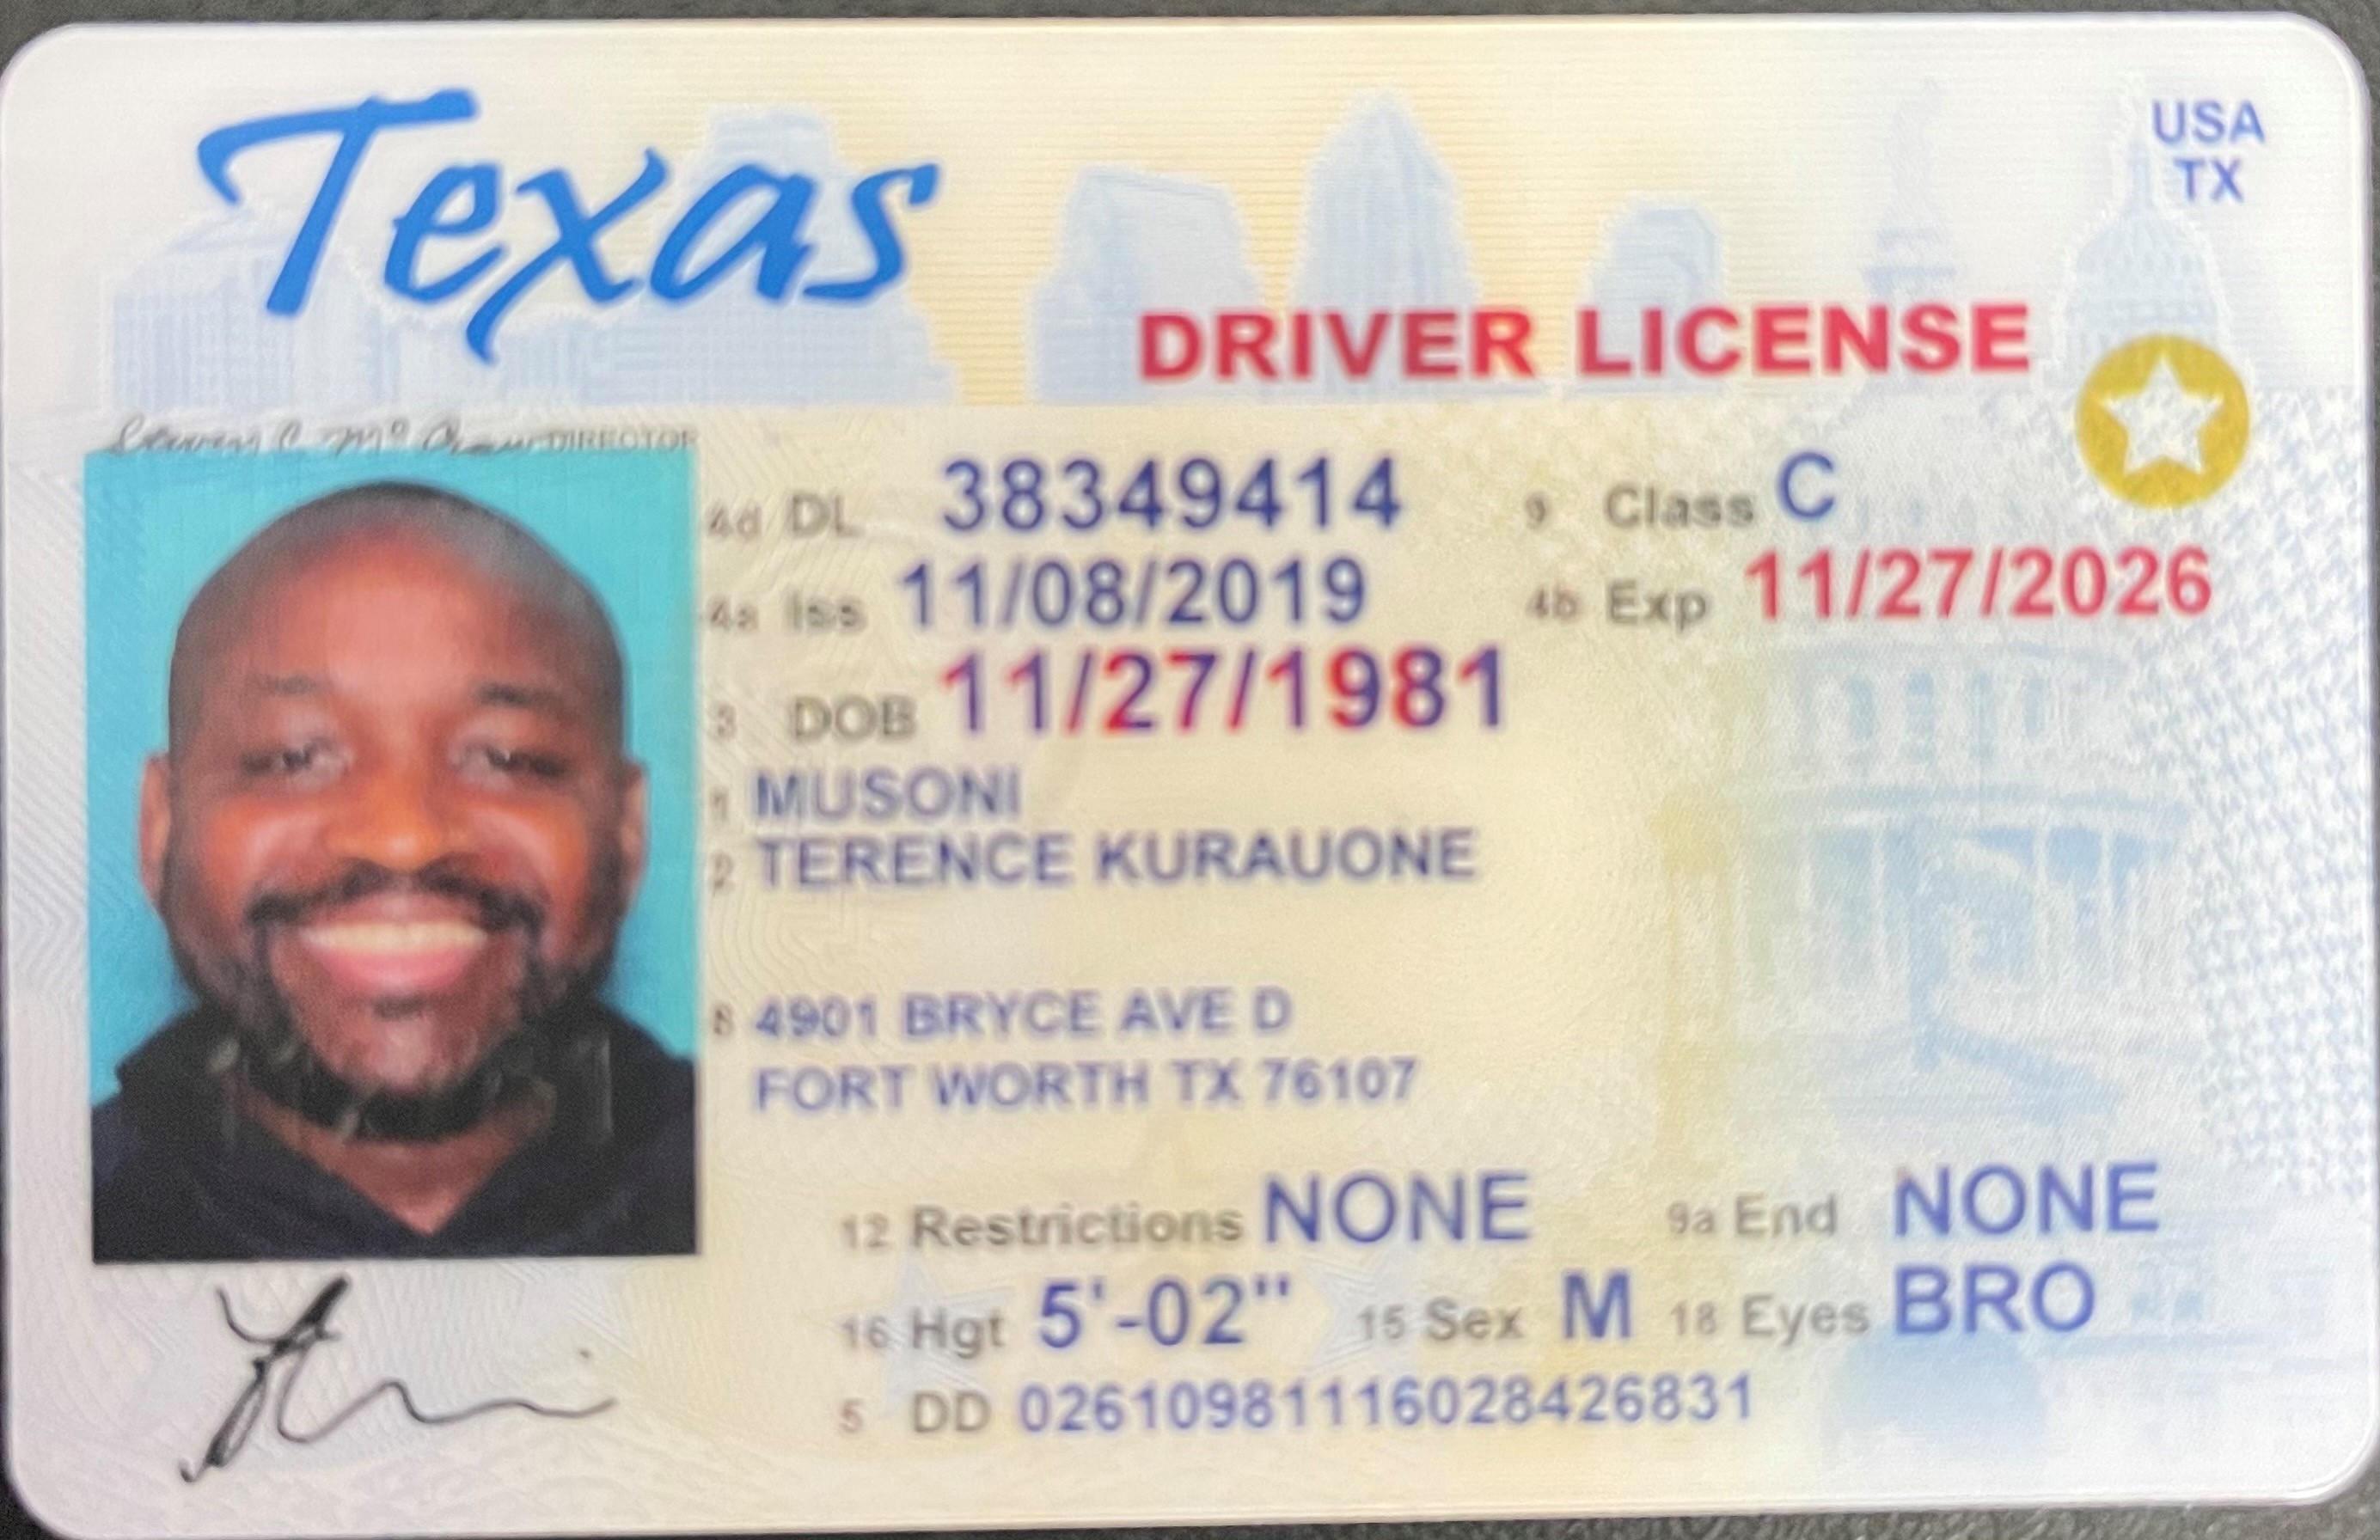 Texas
USA
TX
DRIVER LICENSE
DIRECTOR
4d DL 38349414 9 Class C
4a Iss 11/08/2019 4b Exp 11/27/2026
3 DOB 11/27/1981
1 MUSONI
2 TERENCE KURAUONE
8 4901 BRYCE AVE D
FORT WORTH TX 76107
12 Restrictions NONE 9a End NONE
16 Hgt 5'-02" 15 Sex M 18 Eyes BRO
5 DD 02610981116028426831